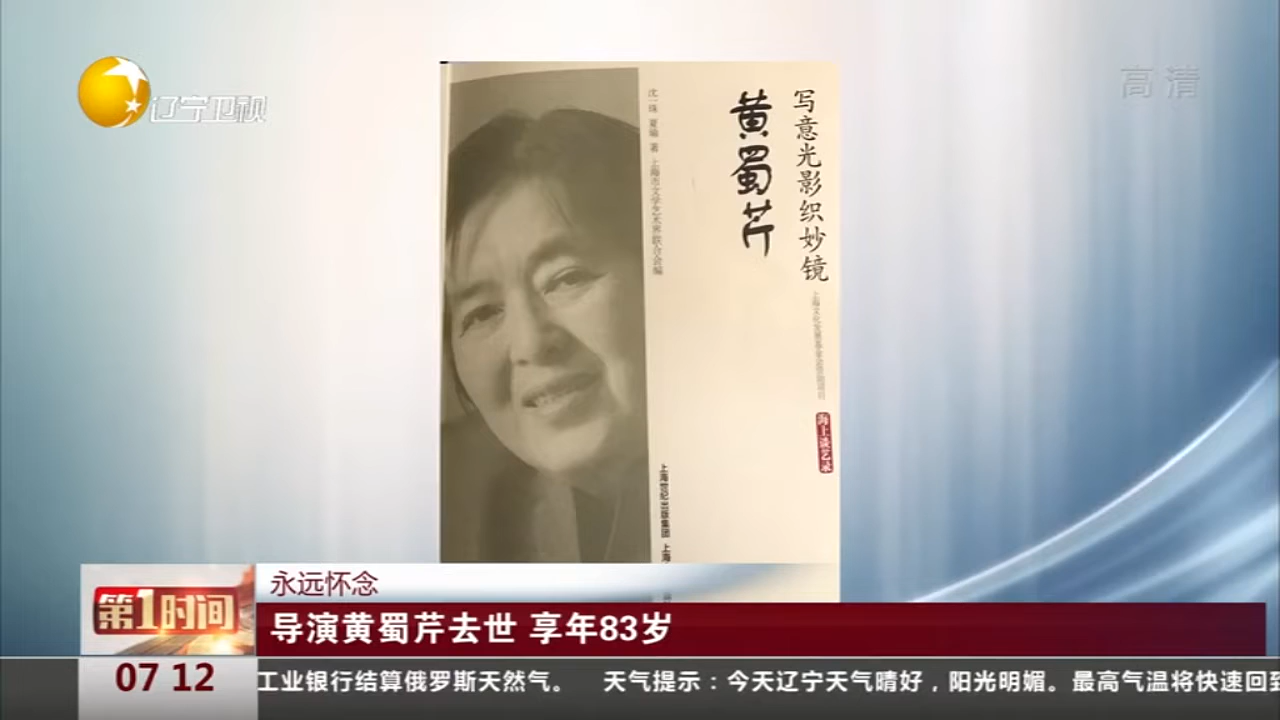 辽宁卫视
高清
写意光影织妙镜
黄蜀芹
沈一珠 夏瑜 著 上海市文学艺术界联合会编
海上谈艺录
上海世纪出版集团 上海
第1时间
永远怀念
导演黄蜀芹去世 享年83岁
07 12
工业银行结算俄罗斯天然气。 天气提示：今天辽宁天气晴好，阳光明媚。最高气温将快速回到